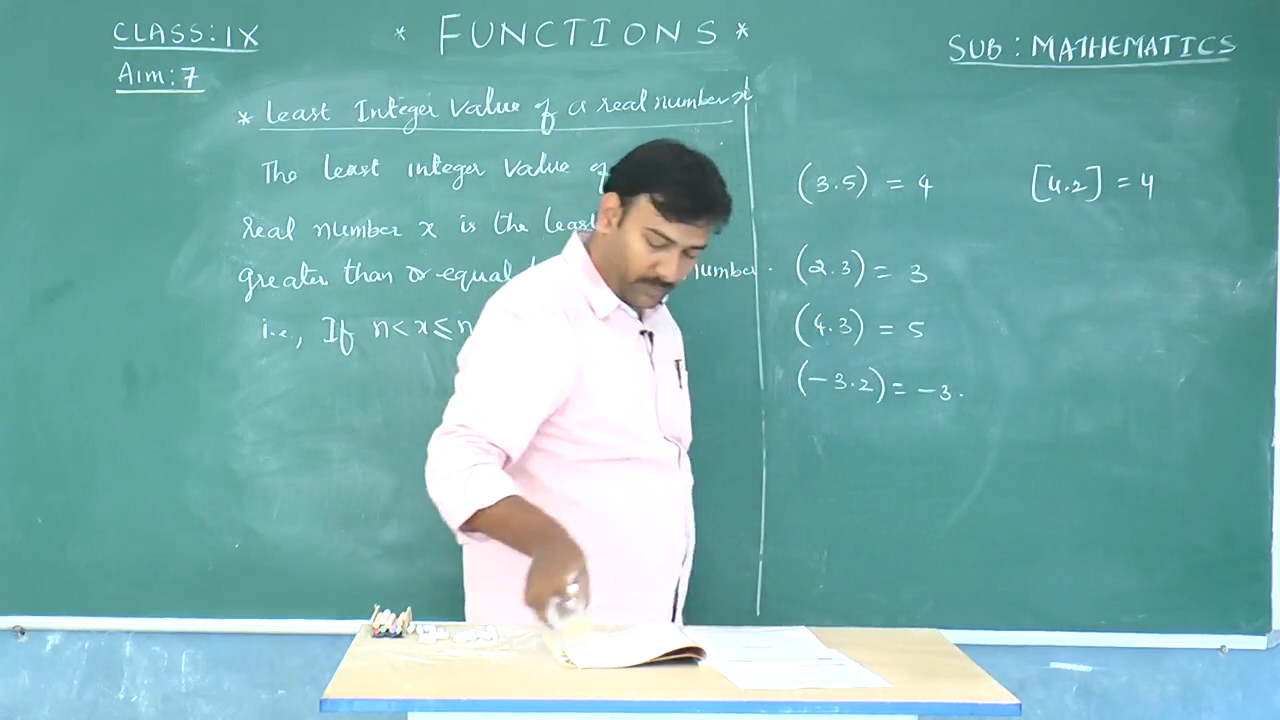 CLASS: IX
* FUNCTIONS *
SUB: MATHEMATICS
Aim: 7
* Least Integer Value of a real number x
The least integer value of
real number x is the least
greater than or equal number.
i.e., If n < x ≤ n
(3.5) = 4
[4.2] = 4
(2.3) = 3
(4.3) = 5
(-3.2) = -3.